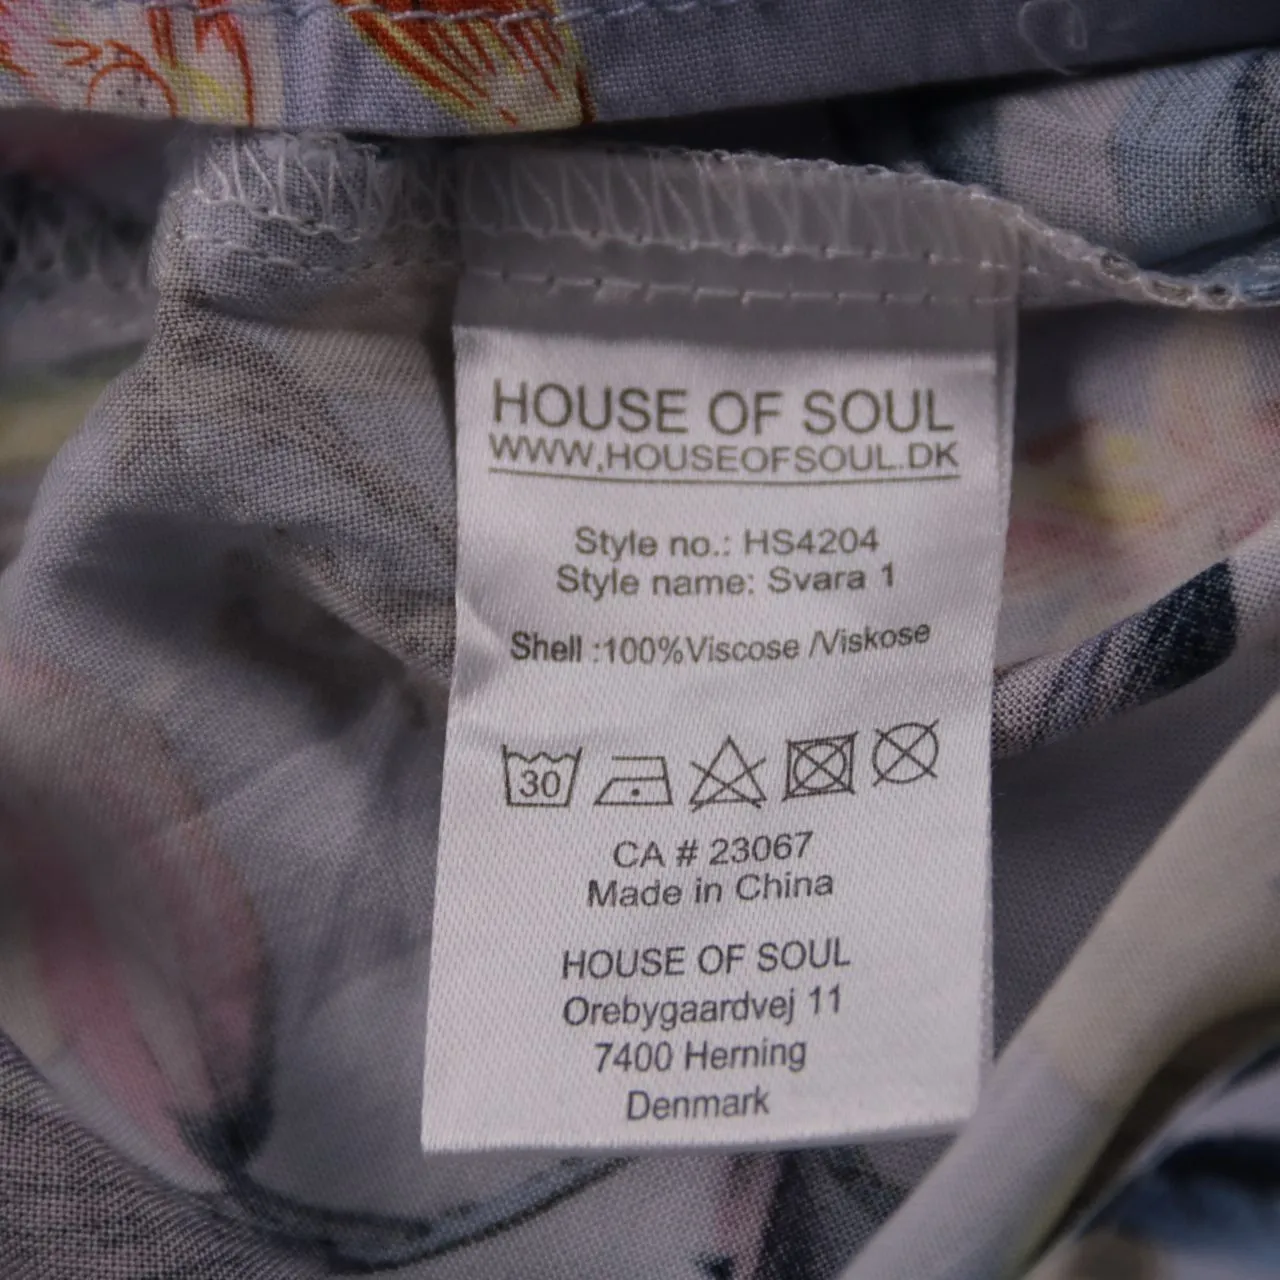 HOUSE OF SOUL
WWW.HOUSEOFSOUL.DK
Style no.: HS4204
Style name: Svara 1
Shell :100%Viscose /Viskose
30
CA # 23067
Made in China
HOUSE OF SOUL
Orebygaardvej 11
7400 Herning
Denmark